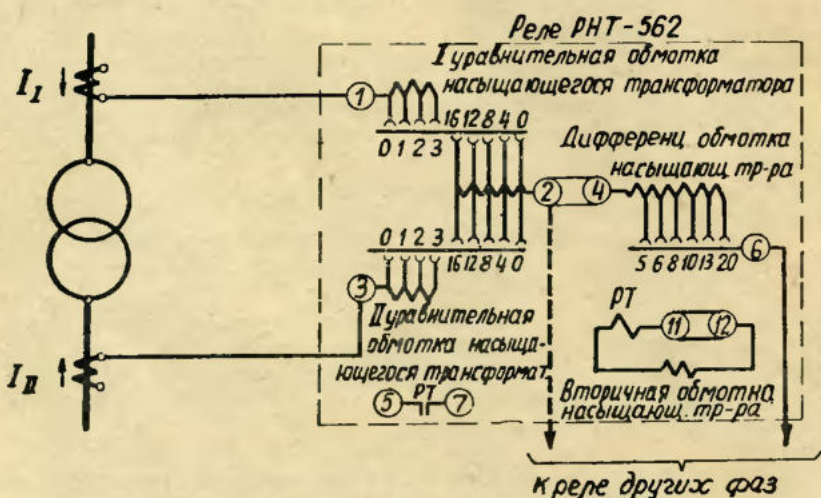 Реле РНТ-562
I уравнительная обмотка
насыщающегося трансформатора
I_I
1
16 12 8 4 0
0 1 2 3
Дифференц обмотка
насыщающ тр-ра
2
4
0 1 2 3
16 12 8 4 0
5 6 8 10 13 20
6
3
РТ
11
12
II уравнительная
обмотка насыща-
ющегося трансформат.
I_II
РТ
5
7
Вторичная обмотка
насыщающ. тр-ра
к реле других фаз